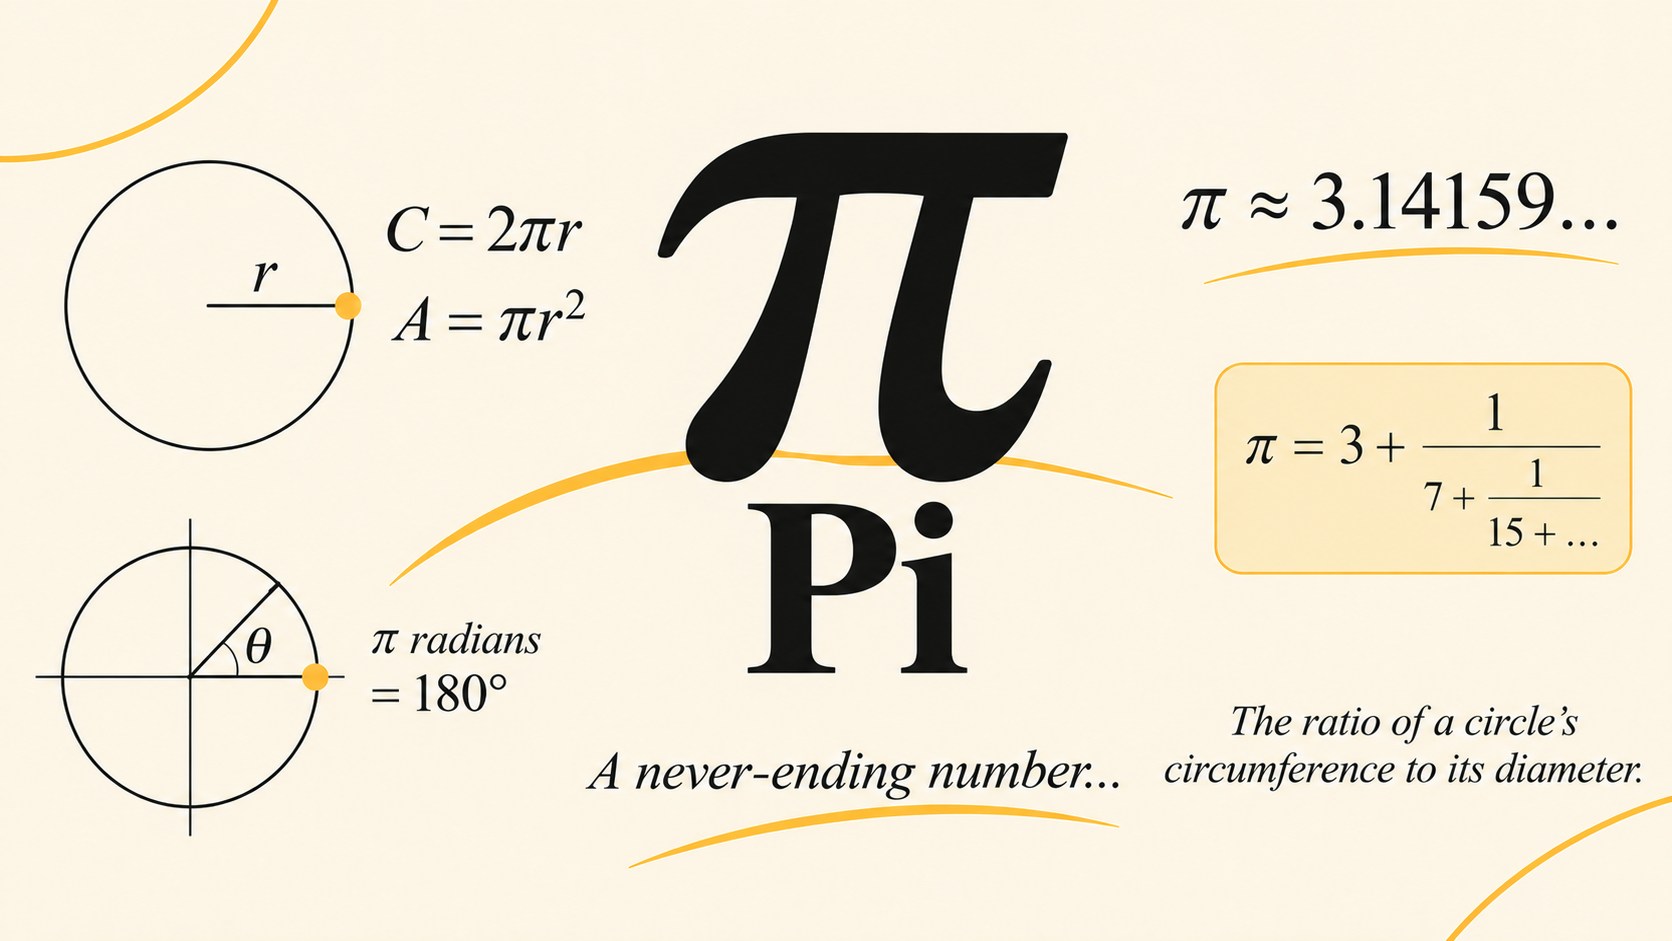 r
C = 2πr
A = πr²
θ
π radians
= 180°
π
Pi
A never-ending number...
π ≈ 3.14159...
π = 3 + 1
7 + 1
15 + ...
The ratio of a circle’s
circumference to its diameter.